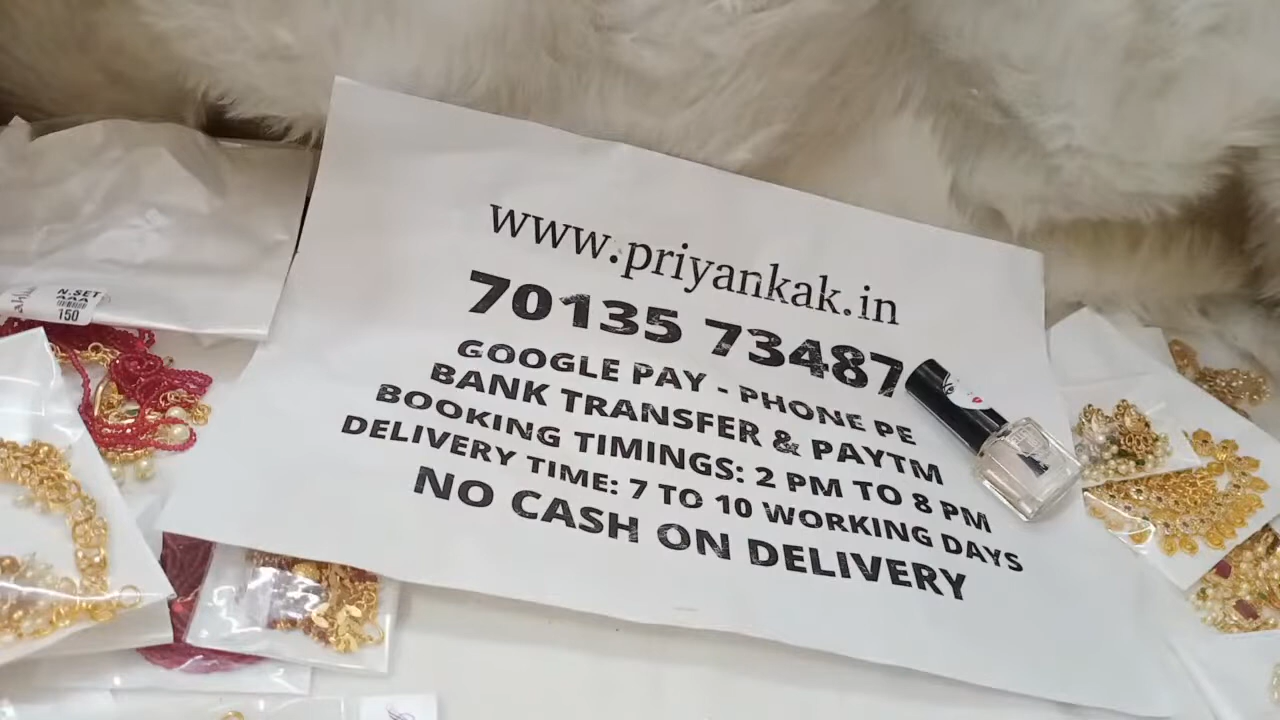 www.priyankak.in
70135 73487
GOOGLE PAY - PHONE PE
BANK TRANSFER & PAYTM
BOOKING TIMINGS: 2 PM TO 8 PM
DELIVERY TIME: 7 TO 10 WORKING DAYS
NO CASH ON DELIVERY
N.SET
AAA
150